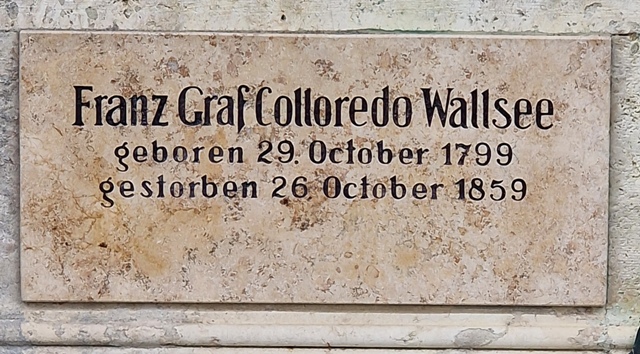 Franz Graf Colloredo Wallsee
geboren 29. October 1799
gestorben 26. October 1859